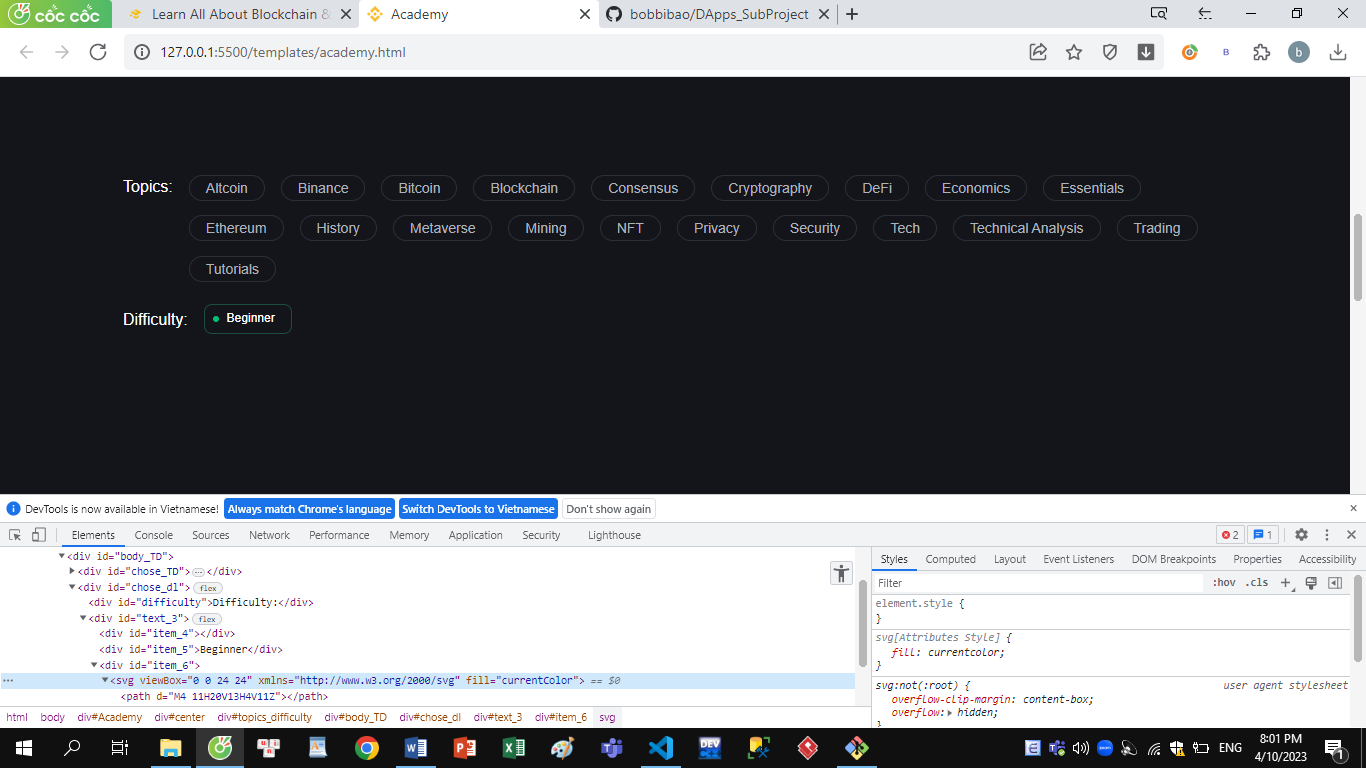 cốc cốc
Learn All About Blockchain &
Academy
bobbibao/DApps_SubProject
127.0.0.1:5500/templates/academy.html
B
b
Topics:
Altcoin Binance Bitcoin Blockchain Consensus Cryptography DeFi Economics Essentials
Ethereum History Metaverse Mining NFT Privacy Security Tech Technical Analysis Trading
Tutorials
Difficulty: Beginner
DevTools is now available in Vietnamese! Always match Chrome's language Switch DevTools to Vietnamese Don't show again
Elements Console Sources Network Performance Memory Application Security Lighthouse 2 1
<div id="body_TD">
<div id="chose_TD">⋯</div>
<div id="chose_dl"> flex
<div id="difficulty">Difficulty:</div>
<div id="text_3"> flex
<div id="item_4"></div>
<div id="item_5">Beginner</div>
<div id="item_6">
<svg viewBox="0 0 24 24" xmlns="http://www.w3.org/2000/svg" fill="currentColor"> == $0
<path d="M4 11H20V13H4V11Z"></path>
html body div#Academy div#center div#topics_difficulty div#body_TD div#chose_dl div#text_3 div#item_6 svg
Styles Computed Layout Event Listeners DOM Breakpoints Properties Accessibility
Filter :hov .cls +
element.style {
}
svg[Attributes Style] {
fill: currentcolor;
}
svg:not(:root) { user agent stylesheet
overflow-clip-margin: content-box;
overflow: hidden;
}
ENG
8:01 PM
4/10/2023
1